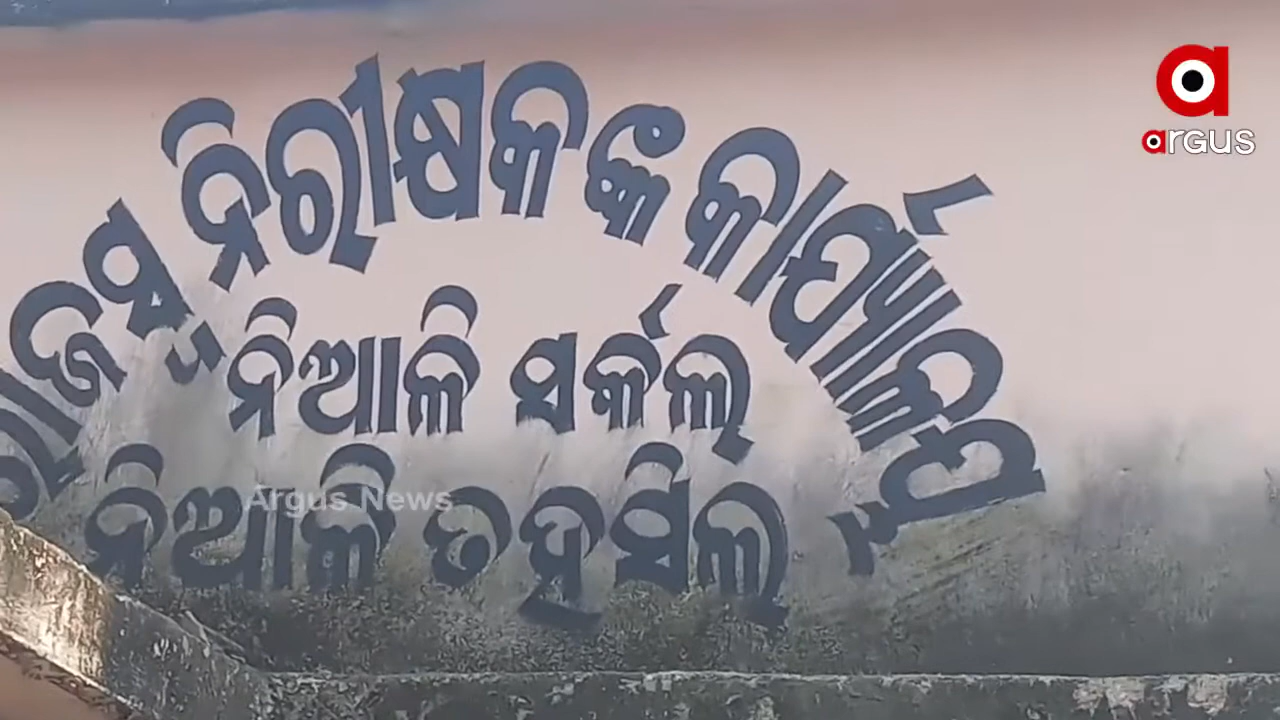 ରାଜସ୍ବ ନିରୀକ୍ଷକଙ୍କ କାର୍ଯ୍ୟାଳୟ
ନିଆଳି ସର୍କଲ୍
ନିଆଳି ତହସିଲ୍
a
argus
Argus News